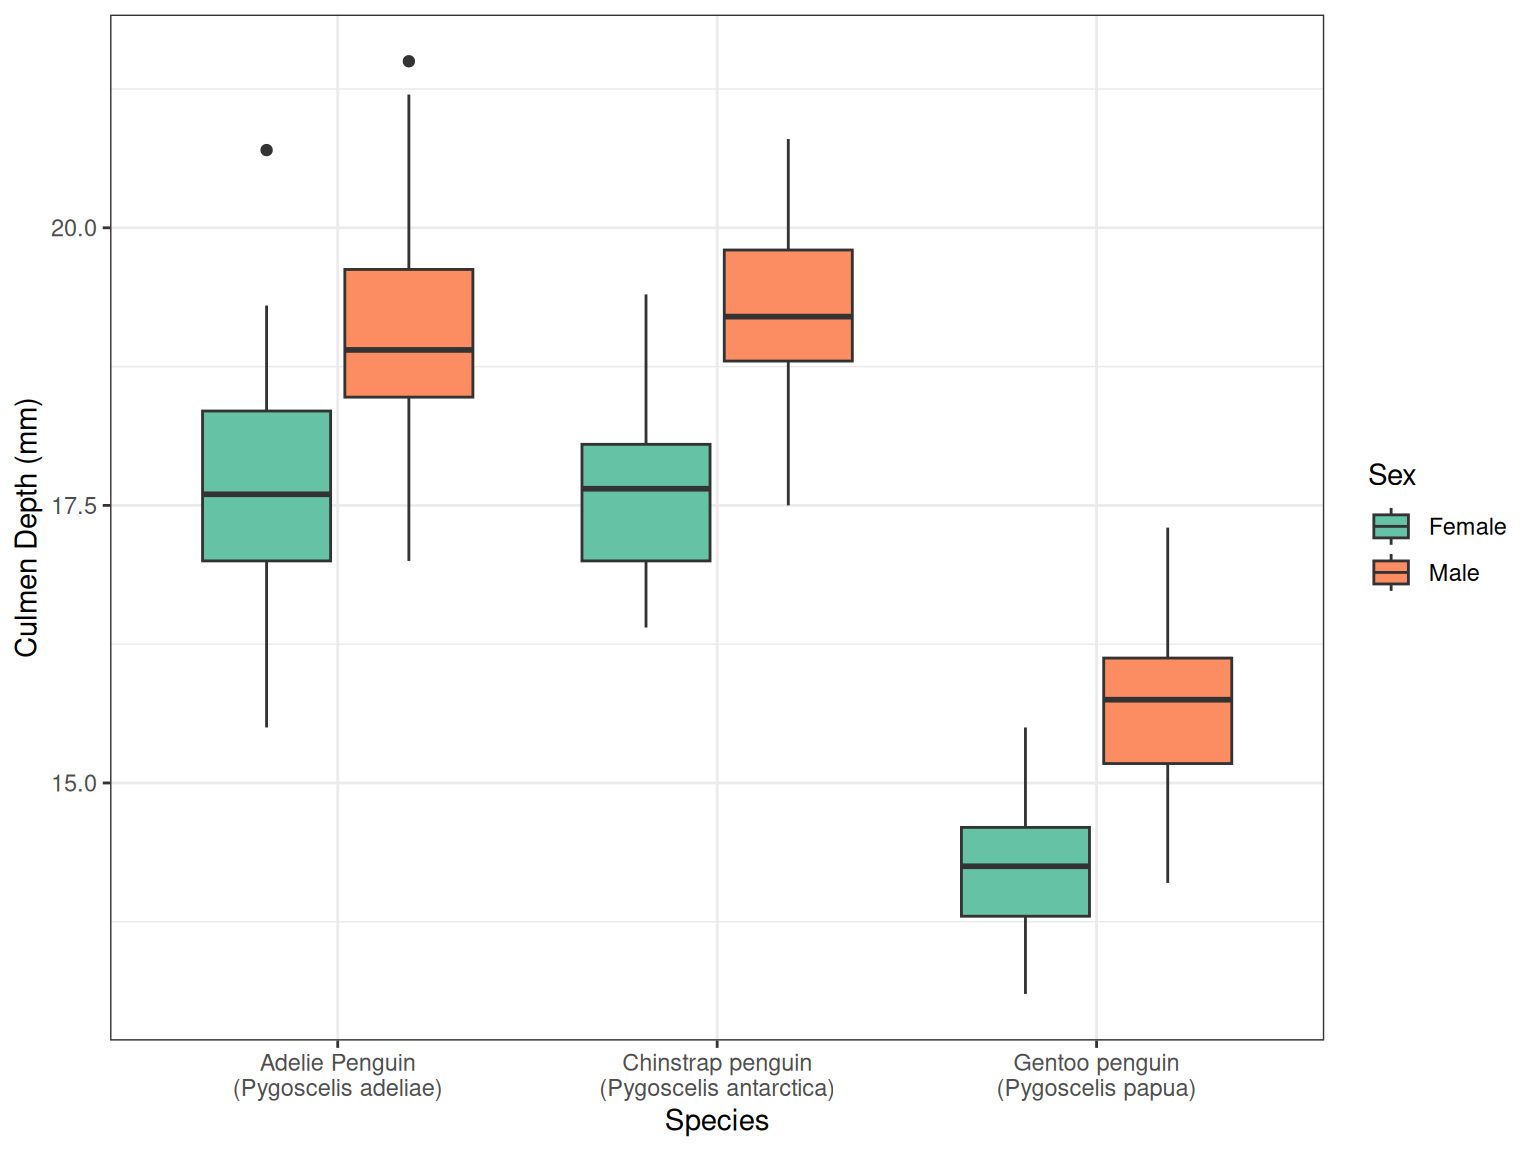 20.0
17.5
15.0
Culmen Depth (mm)
Adelie Penguin
(Pygoscelis adeliae)
Chinstrap penguin
(Pygoscelis antarctica)
Gentoo penguin
(Pygoscelis papua)
Species
Sex
Female
Male